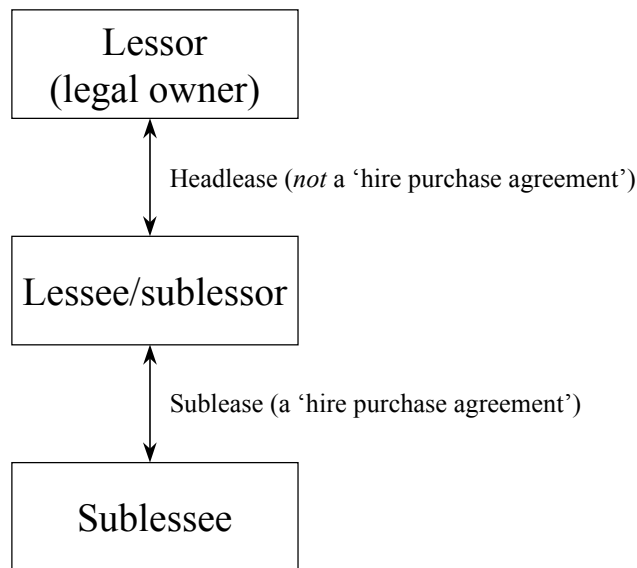 Lessor
(legal owner)
Headlease (not a ‘hire purchase agreement’)
Lessee/sublessor
Sublease (a ‘hire purchase agreement’)
Sublessee